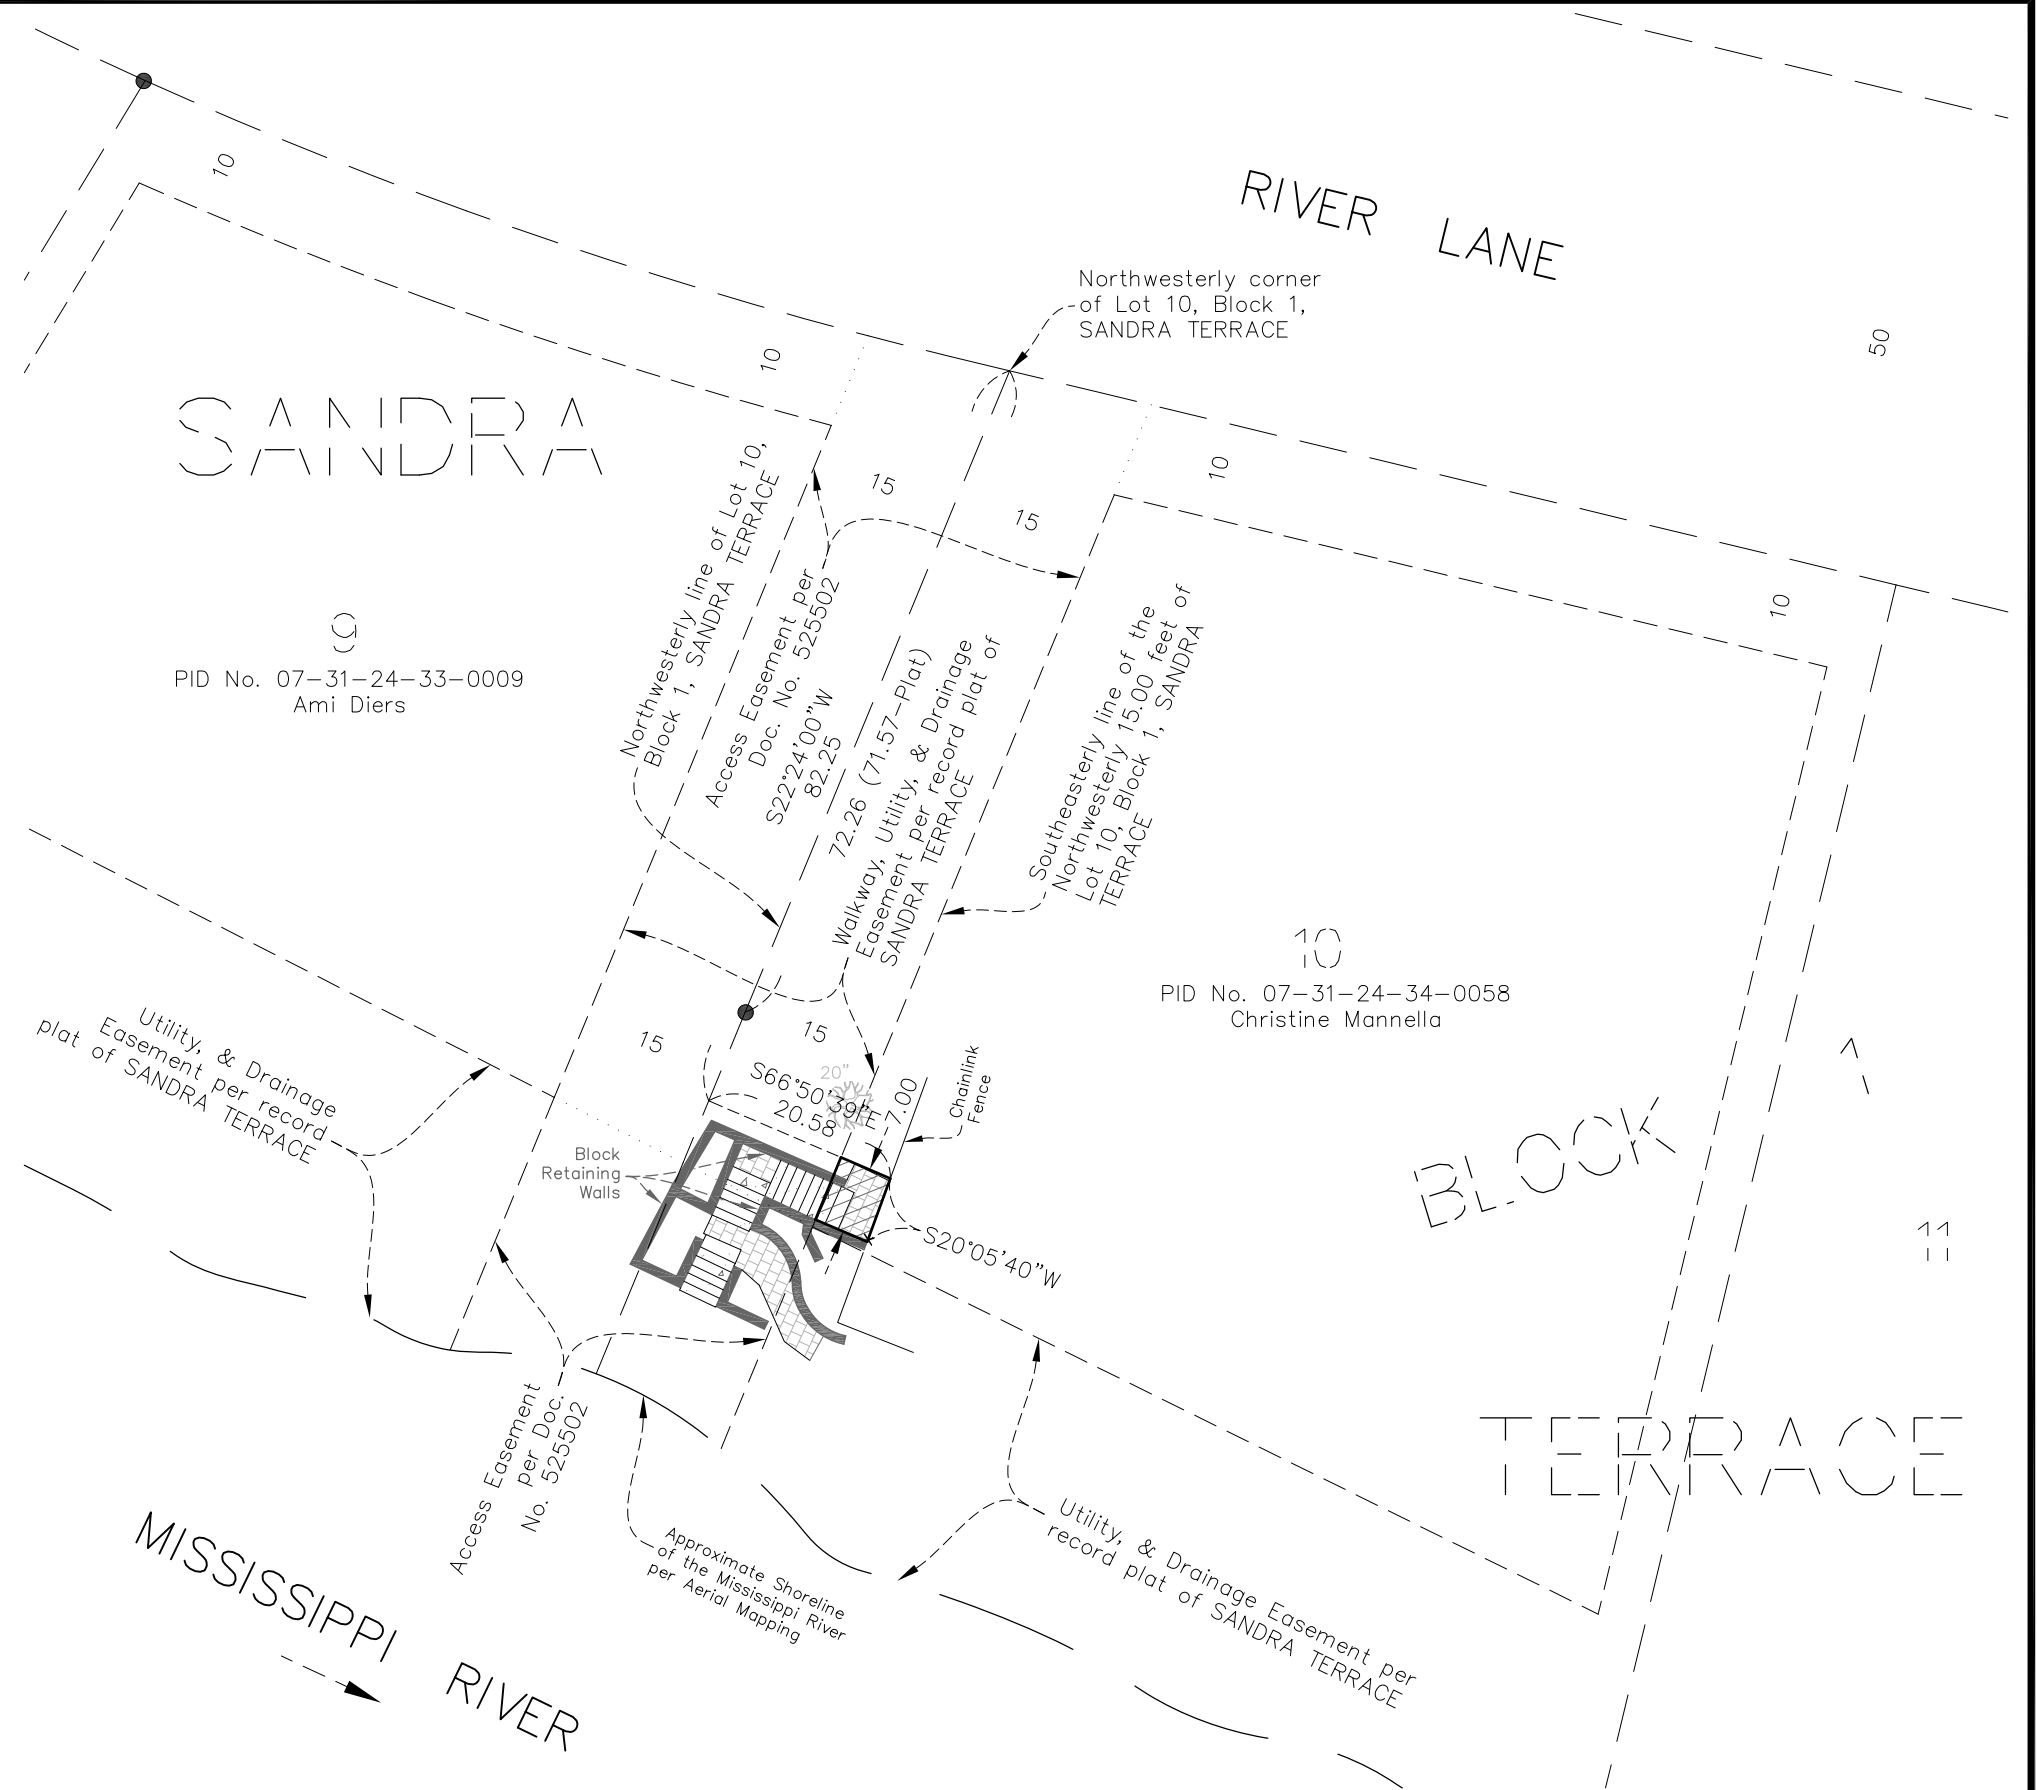 RIVER LANE
50
Northwesterly corner
of Lot 10, Block 1,
SANDRA TERRACE
10
10
10
10
SANDRA
15
15
Northwesterly line of Lot 10,
Block 1, SANDRA TERRACE
Access Easement per
Doc. No. 525502
S22°24'00"W
82.25
72.26 (71.57-Plat)
Walkway, Utility, & Drainage
Easement per record plat of
SANDRA TERRACE
Southeasterly line of the
Northwesterly 15.00 feet of
Lot 10, Block 1, SANDRA
TERRACE
9
PID No. 07-31-24-33-0009
Ami Diers
10
PID No. 07-31-24-34-0058
Christine Mannella
15
15
Utility, & Drainage
Easement per record
plat of SANDRA TERRACE
20"
S66°50'39"E
20.58
7.00
Chainlink
Fence
Block
Retaining
Walls
S20°05'40"W
BLOCK
1
11
TERRACE
Access Easement
per Doc.
No. 525502
Approximate Shoreline
of the Mississippi River
per Aerial Mapping
Utility, & Drainage Easement per
record plat of SANDRA TERRACE
MISSISSIPPI RIVER